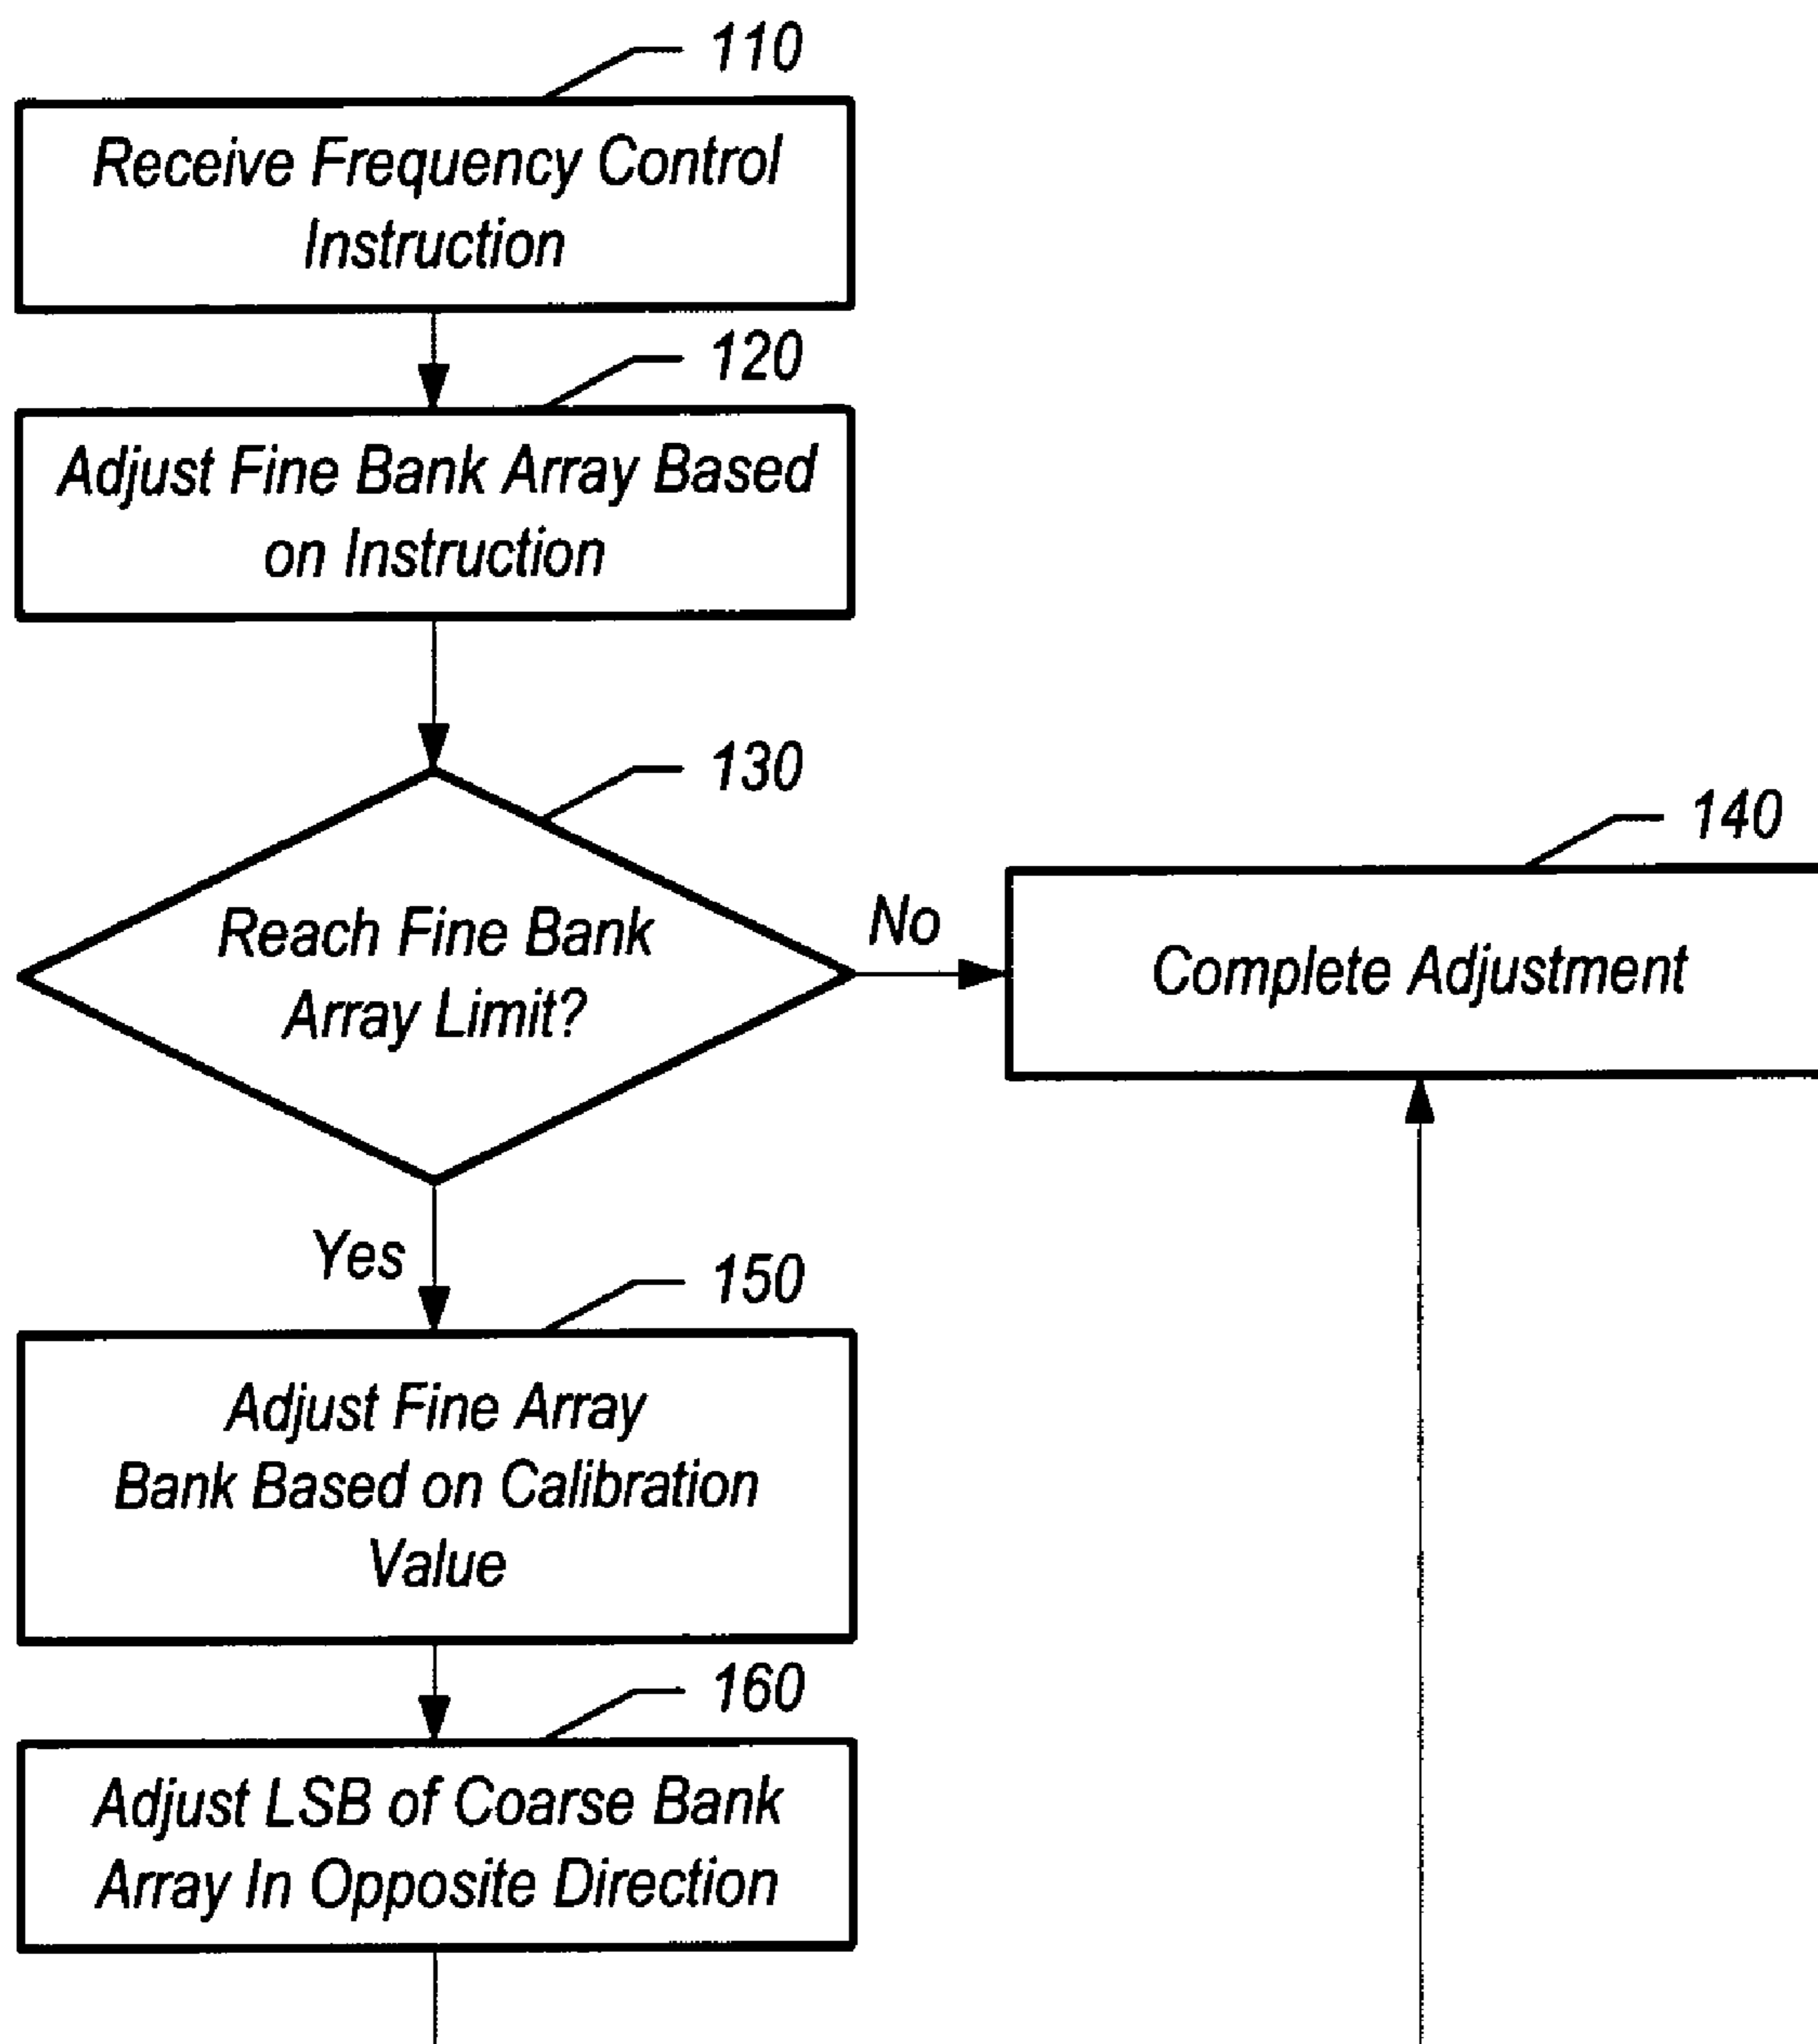 110
Receive Frequency Control
Instruction
120
Adjust Fine Bank Array Based
on Instruction
130
Reach Fine Bank
Array Limit?
No
140
Complete Adjustment
Yes
150
Adjust Fine Array
Bank Based on Calibration
Value
160
Adjust LSB of Coarse Bank
Array In Opposite Direction